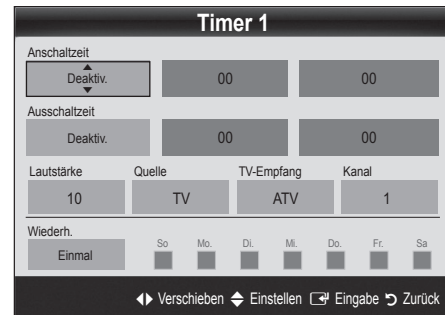 Timer 1
Anschaltzeit
Deaktiv. 00 00
Ausschaltzeit
Deaktiv. 00 00
Lautstärke Quelle TV-Empfang Kanal
10 TV ATV 1
Wiederh.
Einmal So Mo. Di. Mi. Do. Fr. Sa
Verschieben Einstellen Eingabe Zurück